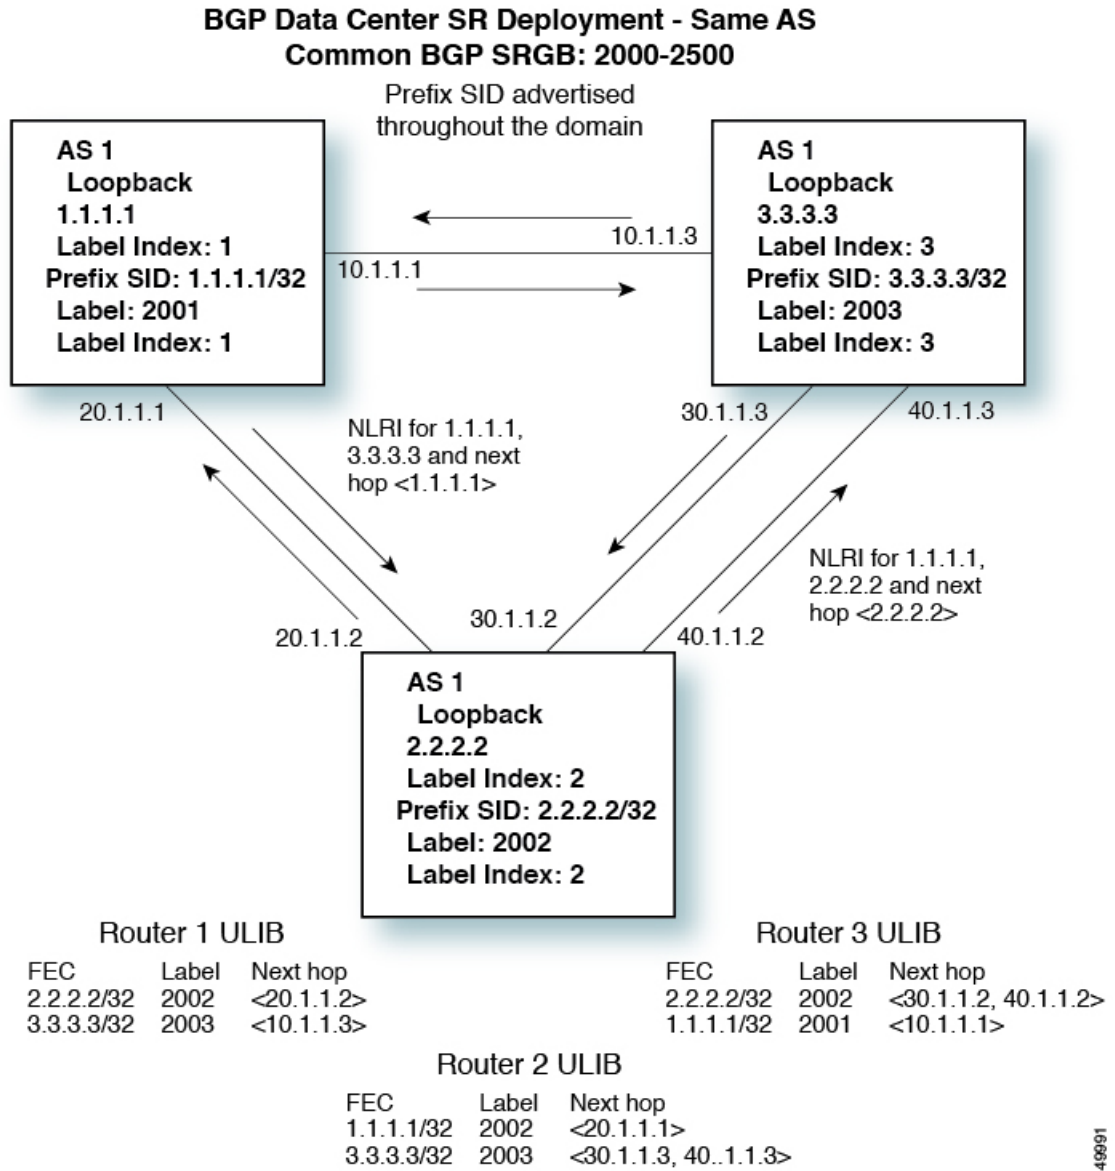 BGP Data Center SR Deployment - Same AS
Common BGP SRGB: 2000-2500
Prefix SID advertised
throughout the domain
AS 1
Loopback
1.1.1.1
Label Index: 1
Prefix SID: 1.1.1.1/32
Label: 2001
Label Index: 1
AS 1
Loopback
3.3.3.3
Label Index: 3
Prefix SID: 3.3.3.3/32
Label: 2003
Label Index: 3
10.1.1.3
10.1.1.1
20.1.1.1
30.1.1.3
40.1.1.3
NLRI for 1.1.1.1,
3.3.3.3 and next
hop <1.1.1.1>
NLRI for 1.1.1.1,
2.2.2.2 and next
hop <2.2.2.2>
20.1.1.2
30.1.1.2
40.1.1.2
AS 1
Loopback
2.2.2.2
Label Index: 2
Prefix SID: 2.2.2.2/32
Label: 2002
Label Index: 2
Router 1 ULIB
FEC Label Next hop
2.2.2.2/32 2002 <20.1.1.2>
3.3.3.3/32 2003 <10.1.1.3>
Router 3 ULIB
FEC Label Next hop
2.2.2.2/32 2002 <30.1.1.2, 40.1.1.2>
1.1.1.1/32 2001 <10.1.1.1>
Router 2 ULIB
FEC Label Next hop
1.1.1.1/32 2002 <20.1.1.1>
3.3.3.3/32 2003 <30.1.1.3, 40..1.1.3>
49991